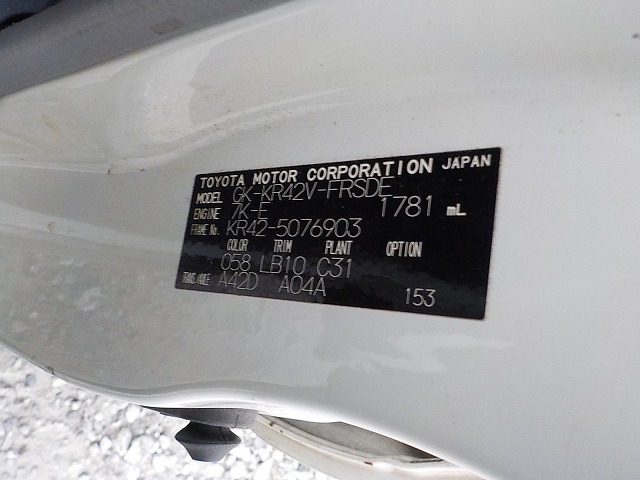 TOYOTA MOTOR CORPORATION JAPAN
MODEL GK-KR42V-FRSDE
ENGINE 7K-E 1781 mL
FRAME No. KR42-5076903
COLOR TRIM PLANT OPTION
058 LB10 C31
TRANS/AXLE A42D A04A 153